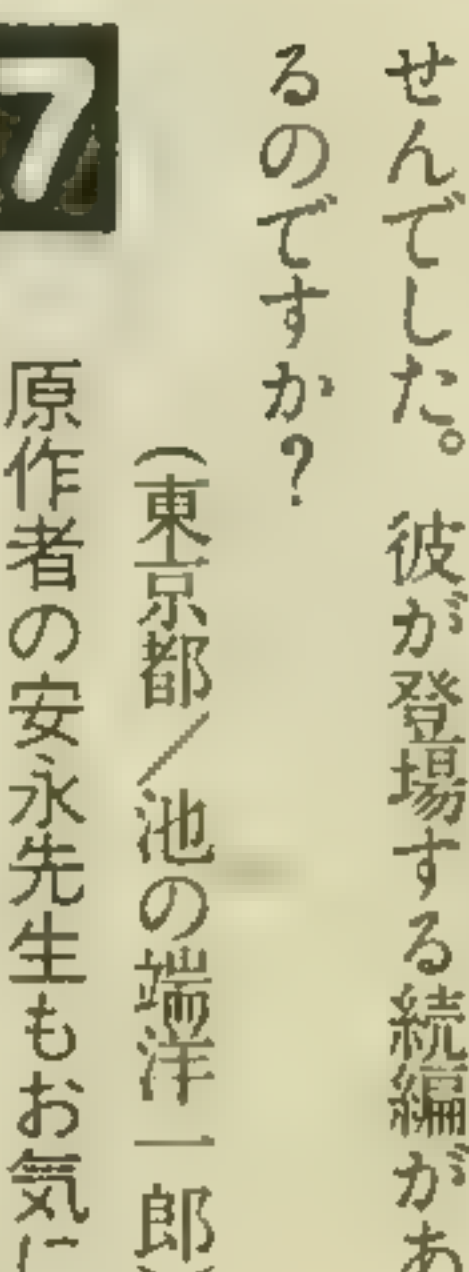 せんでした。彼が登場する続編があ
るのですか？
(東京都／池の端洋一郎)
7
原作者の安永先生もお気に